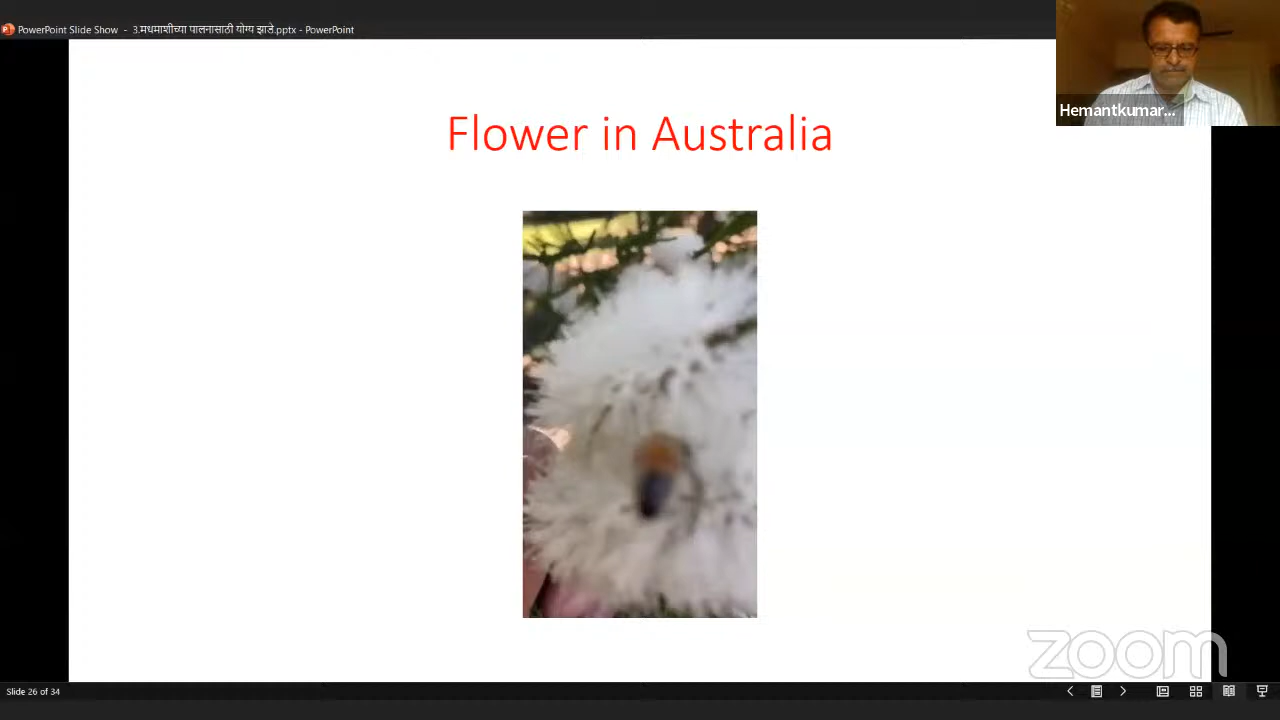 PowerPoint Slide Show - 3.मधमाशीच्या पालनासाठी योग्य झाडे.pptx - PowerPoint
Hemantkumar...
Flower in Australia
zoom
Slide 26 of 34